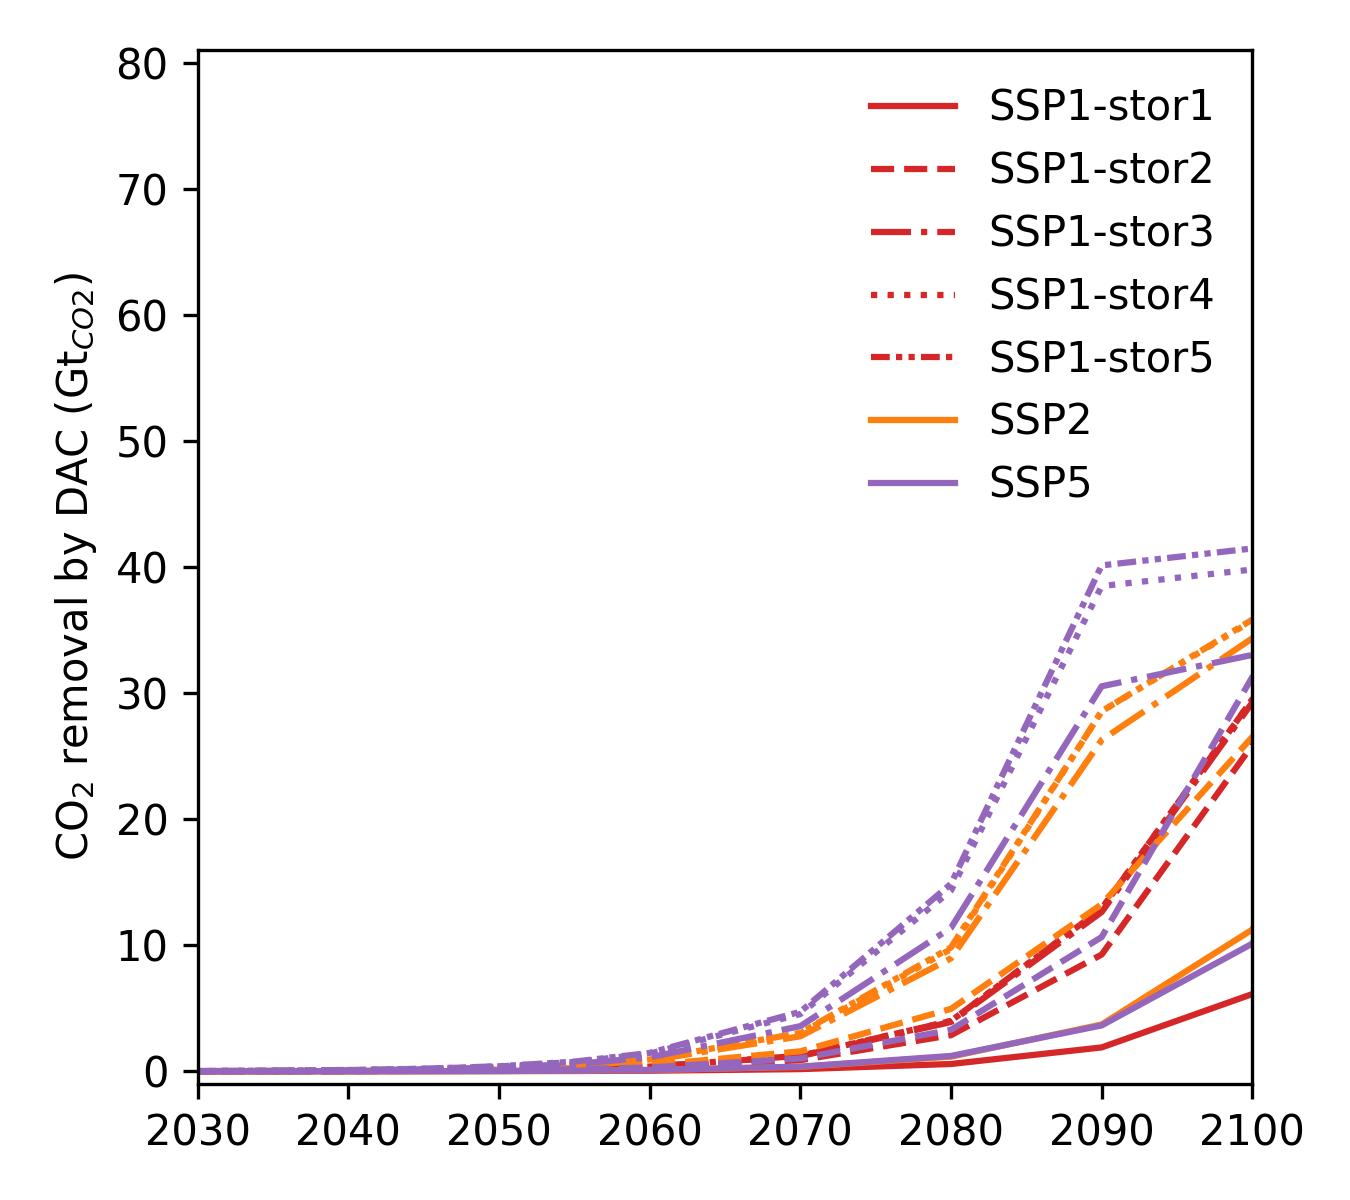 80
70
60
50
40
30
20
10
0
CO₂ removal by DAC (Gt_CO2)
SSP1-stor1
SSP1-stor2
SSP1-stor3
SSP1-stor4
SSP1-stor5
SSP2
SSP5
2030 2040 2050 2060 2070 2080 2090 2100